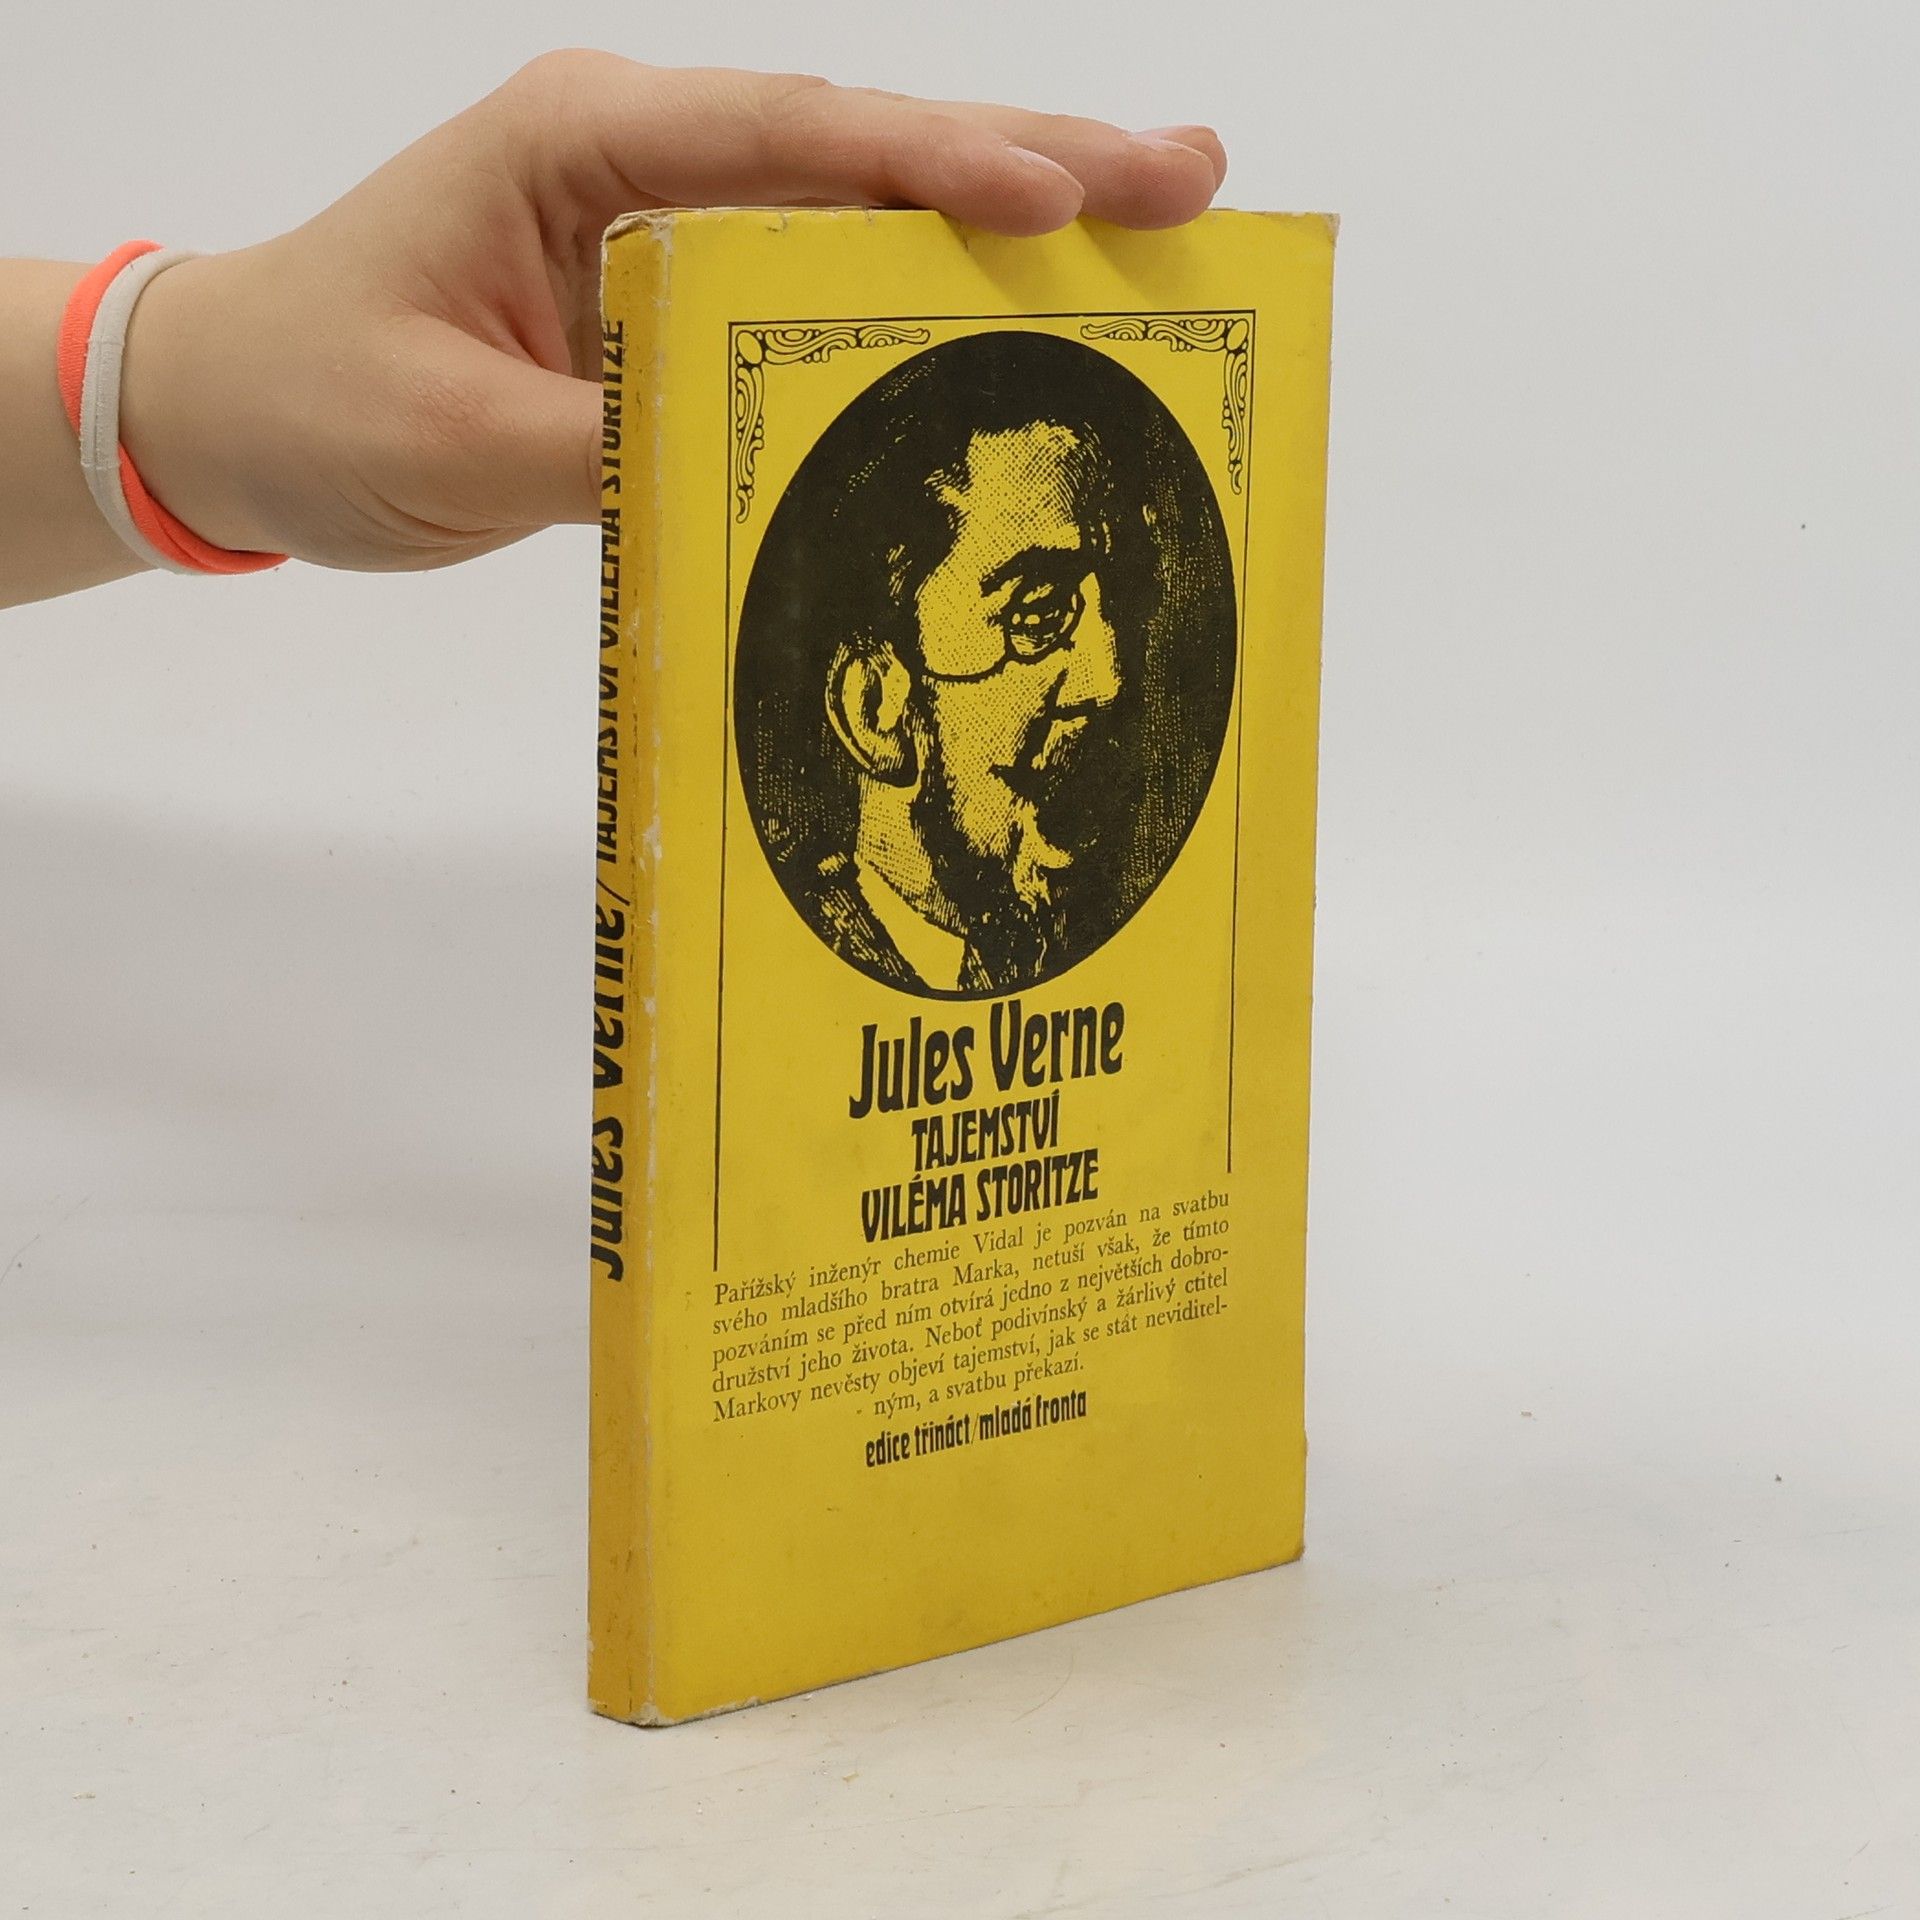 Jules Verne / TAJEMSTVÍ VILÉMA STORITZE
Jules Verne
TAJEMSTVÍ
VILÉMA STORITZE
Pařížský inženýr chemie Vidal je pozván na svatbu
svého mladšího bratra Marka, netuší však, že tímto
pozváním se před ním otvírá jedno z největších dobro-
družství jeho života. Neboť podivínský a žárlivý ctitel
Markovy nevěsty objeví tajemství, jak se stát neviditel-
ným, a svatbu překazí.
edice třináct/mladá fronta